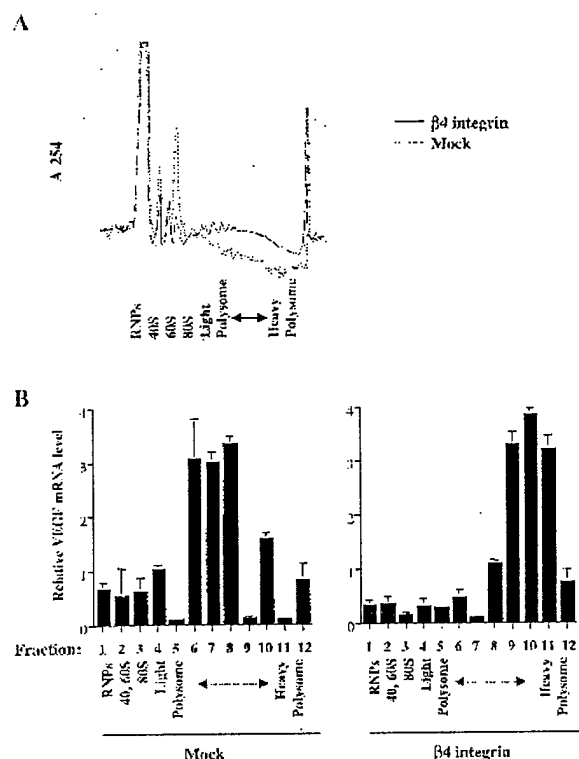 A
A 254
β4 integrin
Mock
RNPs
40S
60S
80S
Light
Polysome
Heavy
Polysome
B
Relative VEGF mRNA level
4
3
2
1
0
4
3
2
1
0
Fraction: 1 2 3 4 5 6 7 8 9 10 11 12
1 2 3 4 5 6 7 8 9 10 11 12
RNPs
40, 60S
80S
Light
Polysome
Heavy
Polysome
RNPs
40, 60S
80S
Light
Polysome
Heavy
Polysome
Mock
β4 integrin